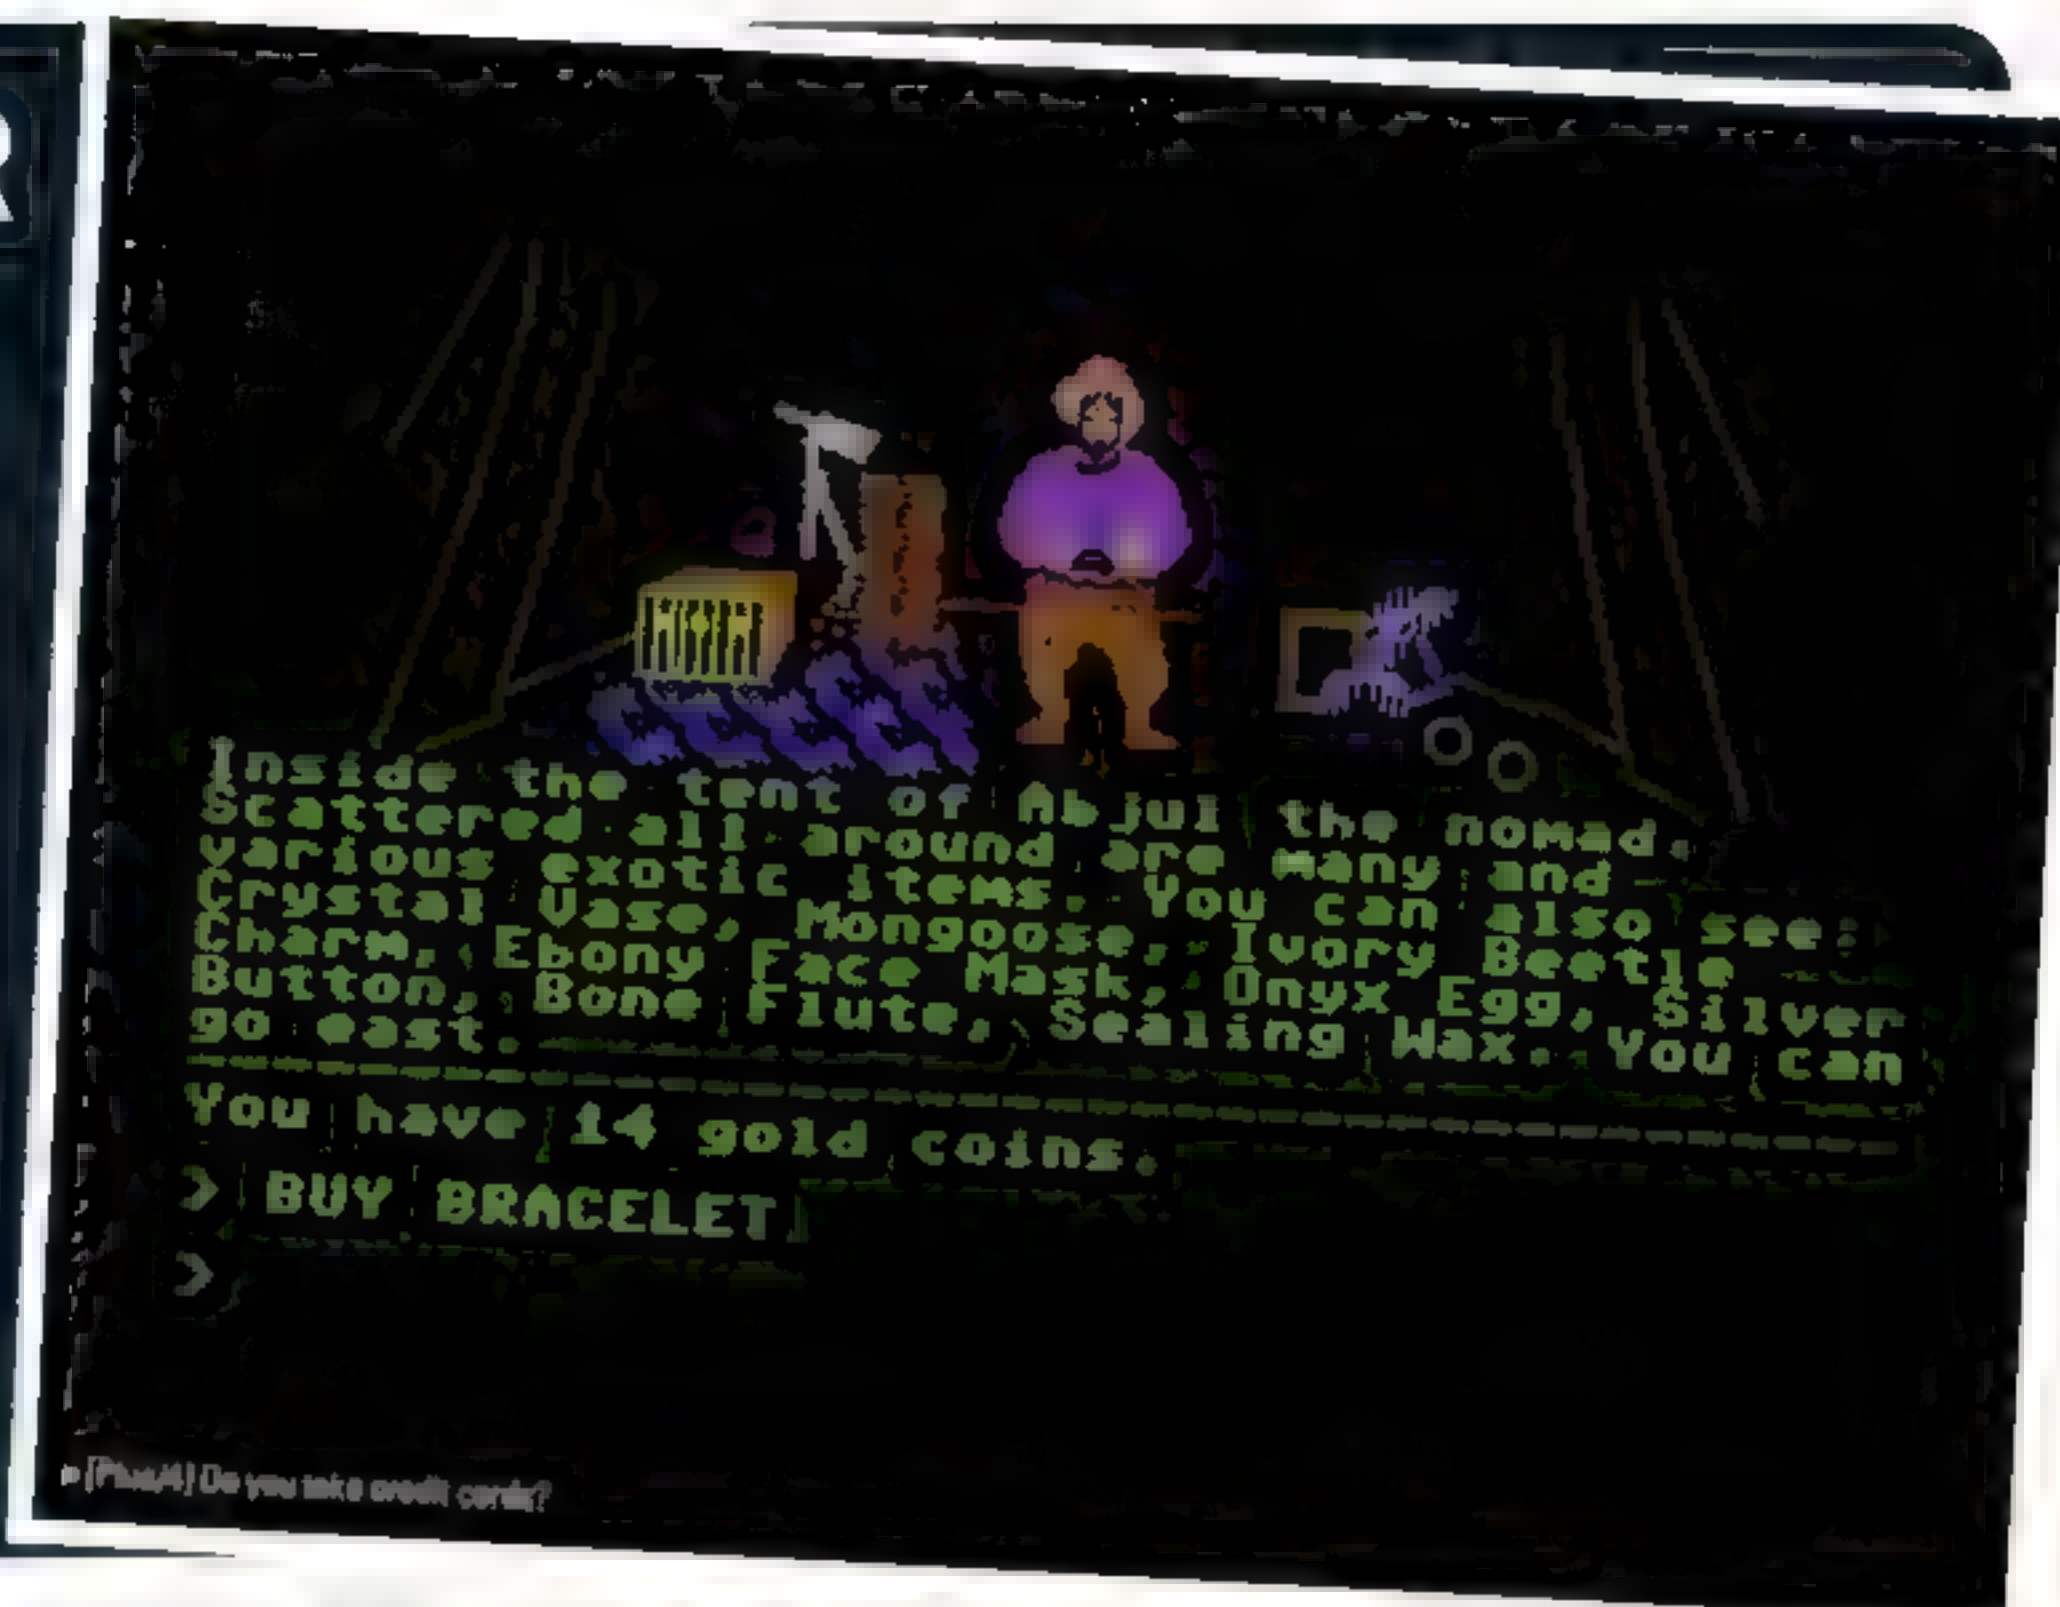 R
Inside the tent of Abjul the nomad.
Scattered all around are many and
various exotic items. You can also see:
Crystal Vase, Mongoose, Ivory Beetle
Charm, Ebony Face Mask, Onyx Egg, Silver
Button, Bone Flute, Sealing Wax. You can
go east.
You have 14 gold coins.
> BUY BRACELET
>
[Plus/4] Do you take credit cards?